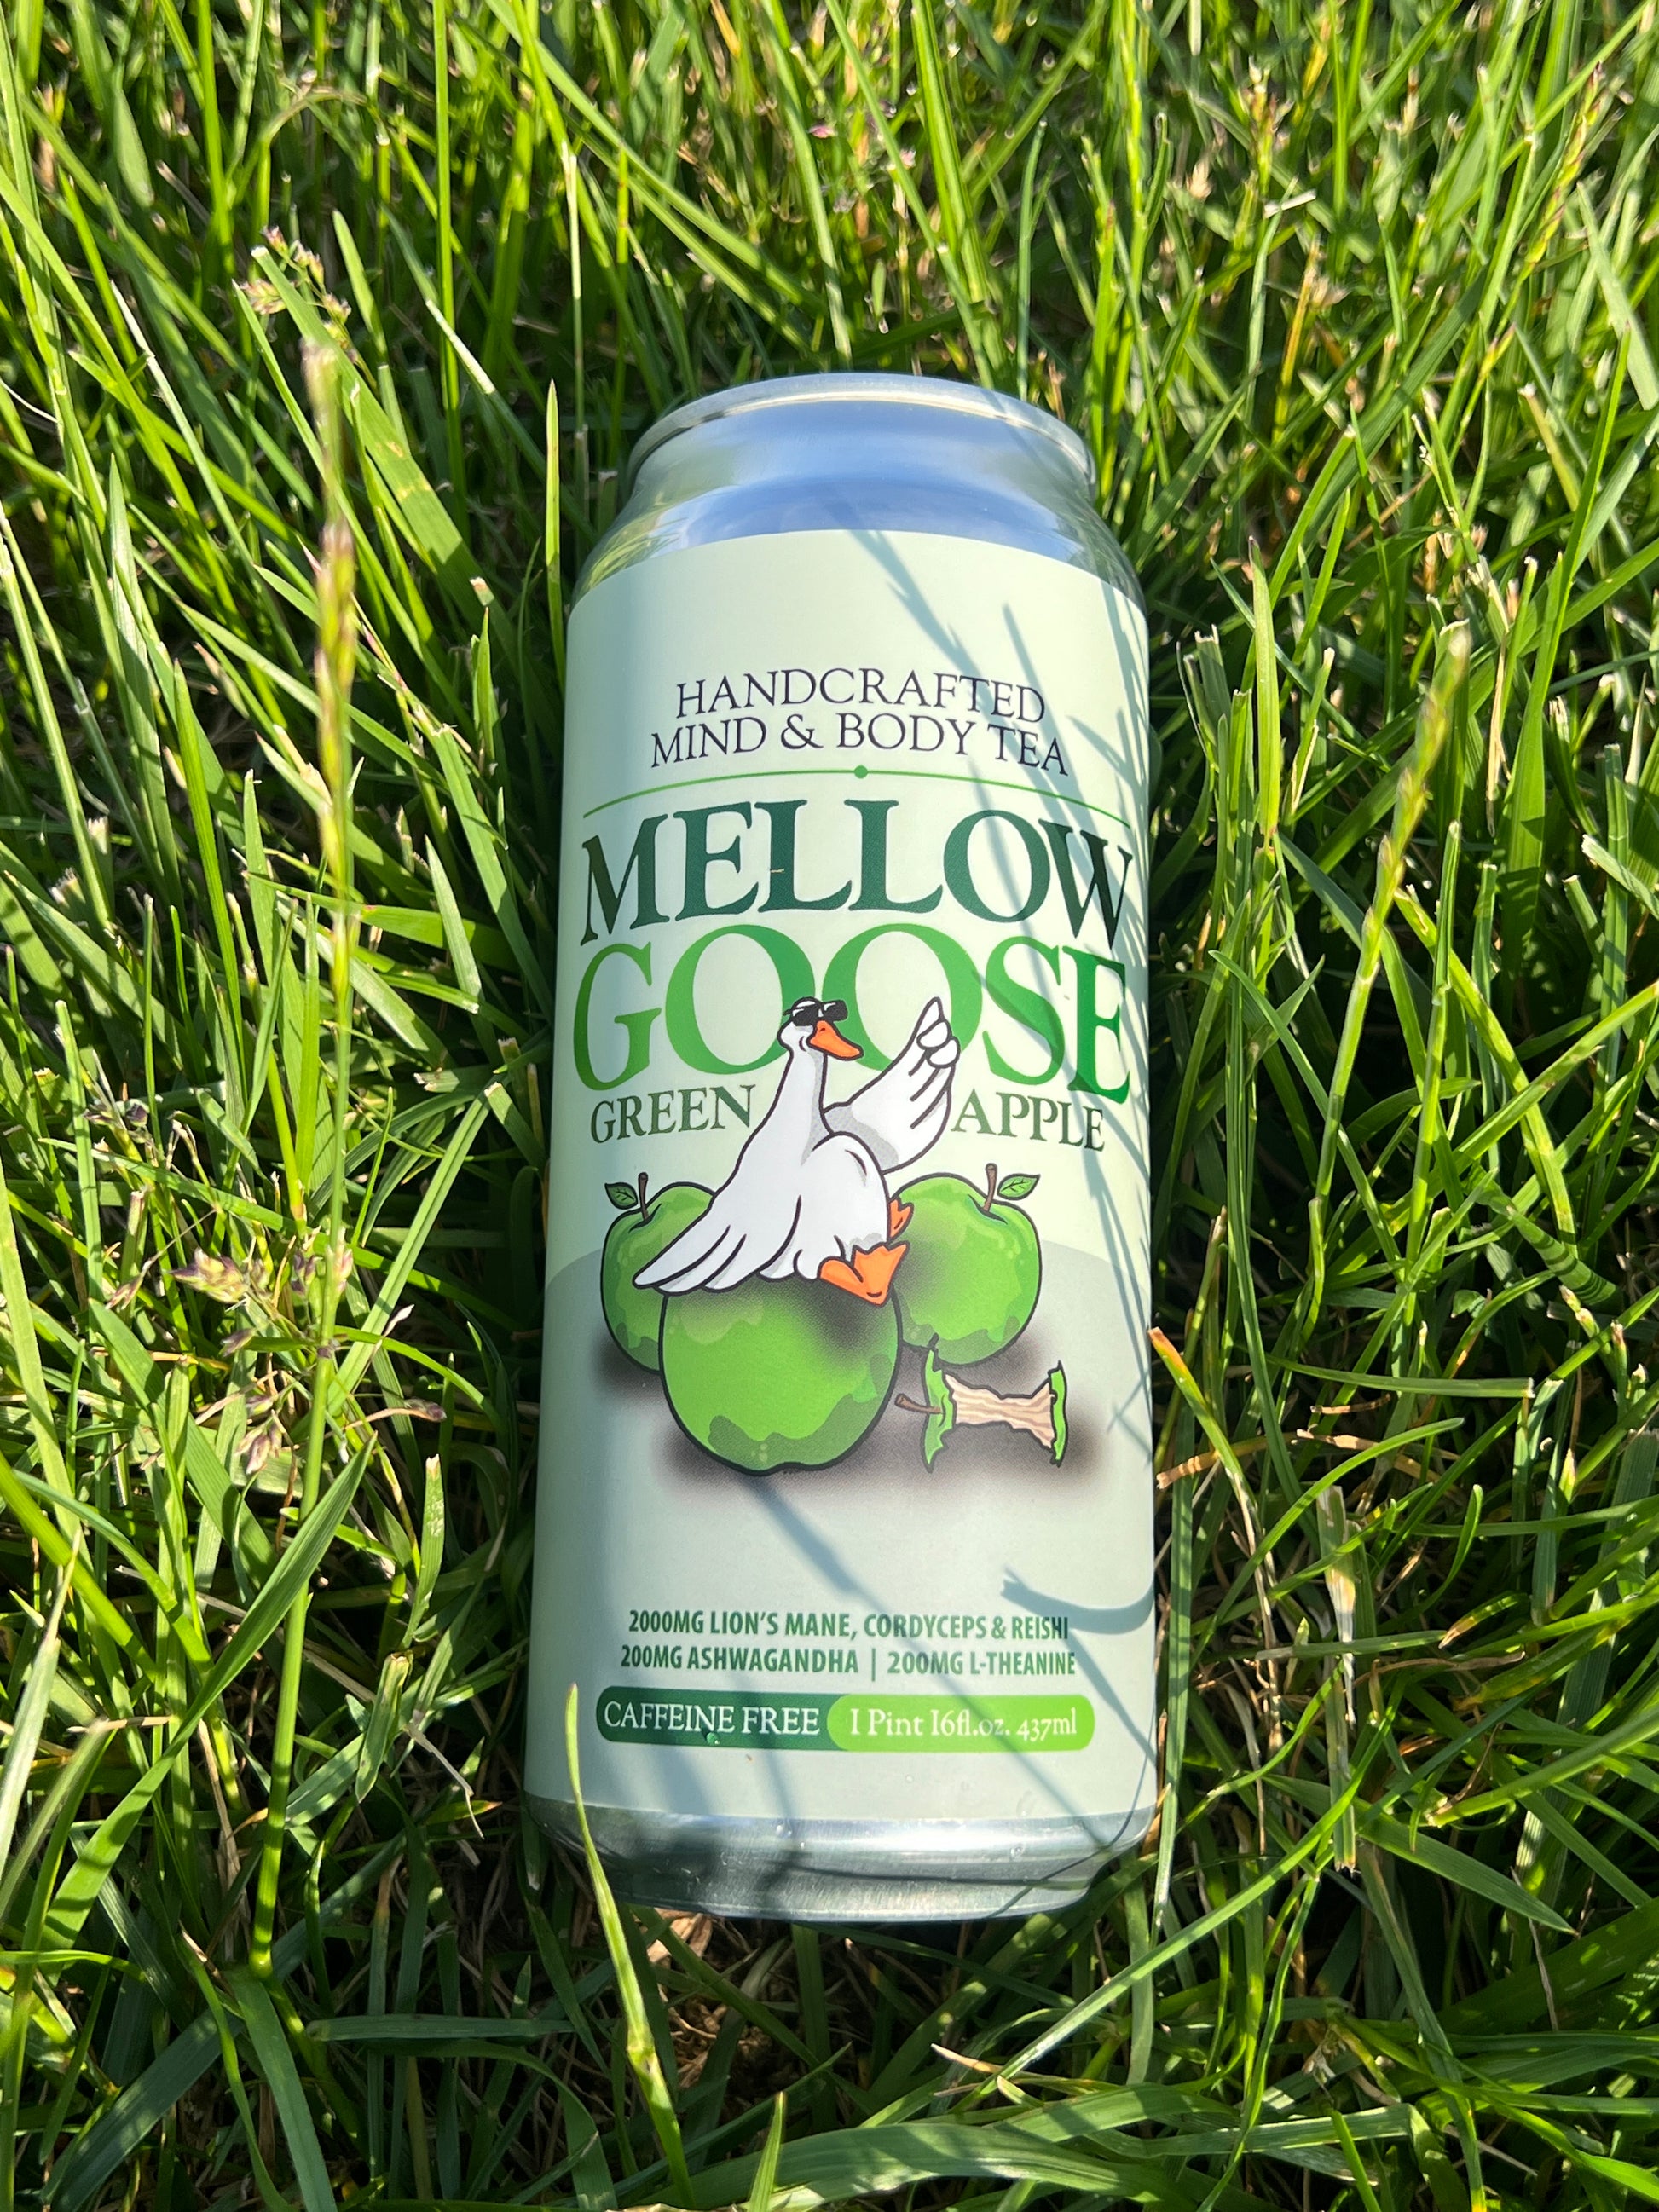 HANDCRAFTED
MIND & BODY TEA
MELLOW
GOOSE
GREEN APPLE
2000MG LION'S MANE, CORDYCEPS & REISHI
200MG ASHWAGANDHA | 200MG L-THEANINE
CAFFEINE FREE 1 Pint 16fl.oz. 437ml